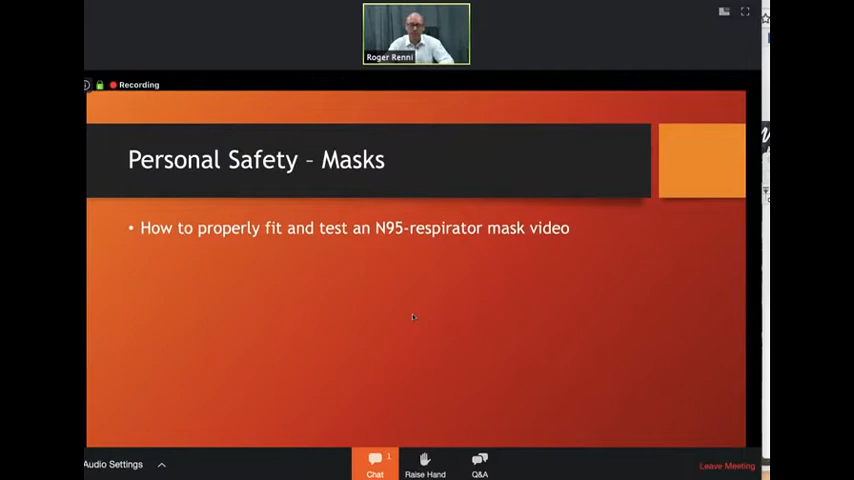 Roger Renni
Recording
Personal Safety – Masks
• How to properly fit and test an N95-respirator mask video
Audio Settings
1
Chat
Raise Hand
Q&A
Leave Meeting